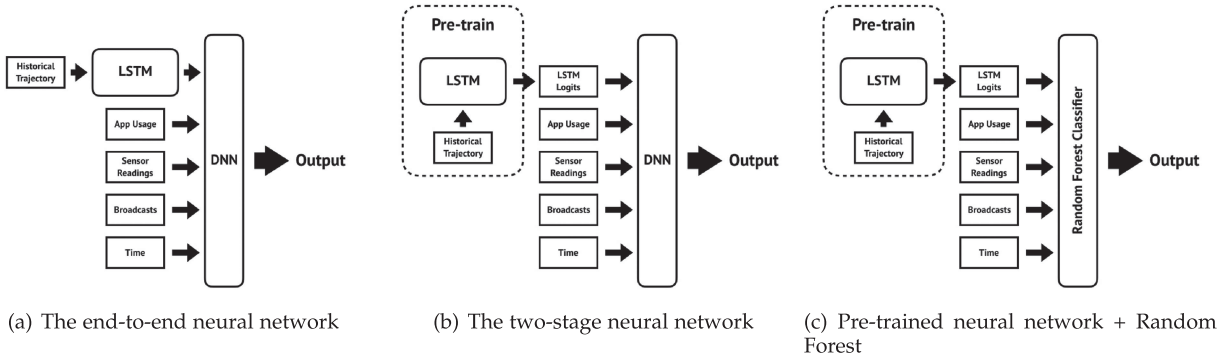 Historical
Trajectory
LSTM
App Usage
Sensor
Readings
Broadcasts
Time
DNN
Output
(a) The end-to-end neural network
Pre-train
LSTM
Historical
Trajectory
LSTM
Logits
App Usage
Sensor
Readings
Broadcasts
Time
DNN
Output
(b) The two-stage neural network
Pre-train
LSTM
Historical
Trajectory
LSTM
Logits
App Usage
Sensor
Readings
Broadcasts
Time
Random Forest Classifier
Output
(c) Pre-trained neural network + Random
Forest